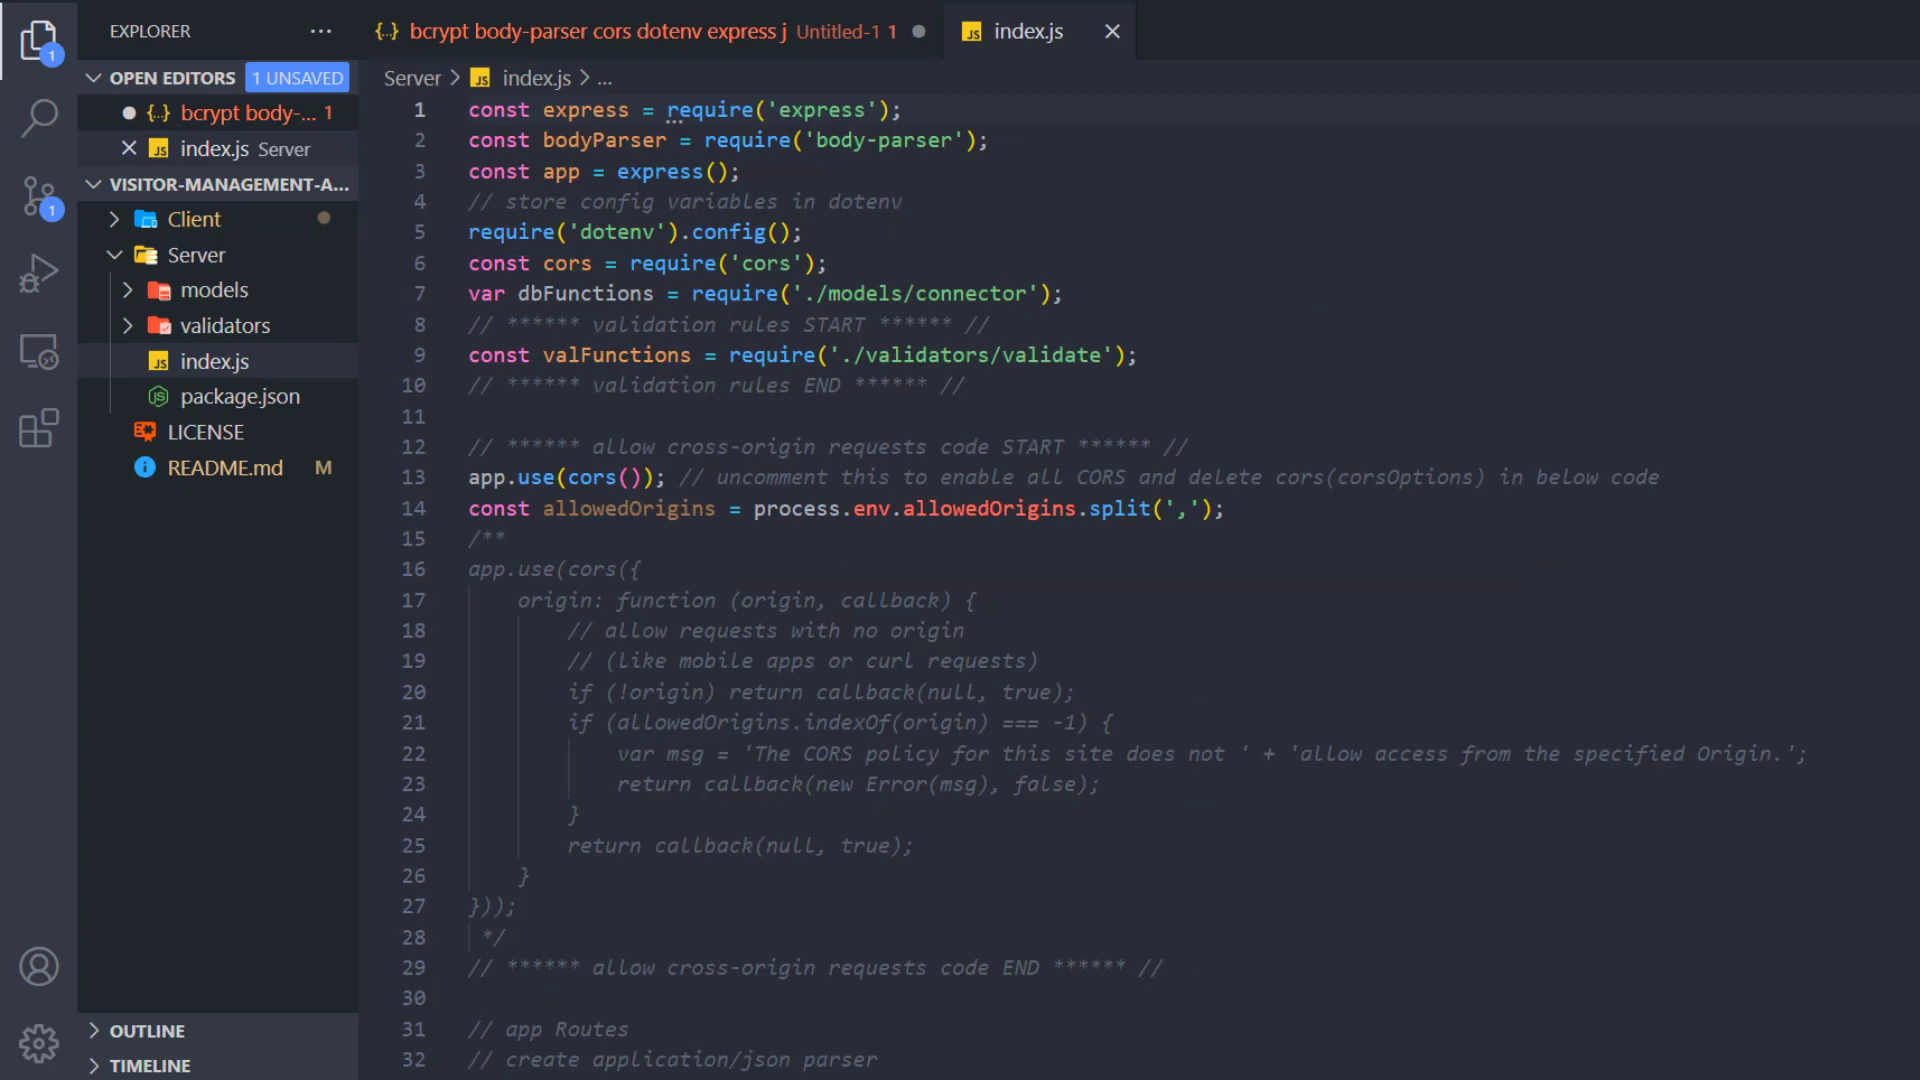 EXPLORER
OPEN EDITORS 1 UNSAVED
bcrypt body-... 1
index.js Server
VISITOR-MANAGEMENT-A...
Client
Server
models
validators
index.js
package.json
LICENSE
README.md M
OUTLINE
TIMELINE
1
1
{..} bcrypt body-parser cors dotenv express j Untitled-1 1
JS index.js
Server > JS index.js > ...
1 const express = require('express');
2 const bodyParser = require('body-parser');
3 const app = express();
4 // store config variables in dotenv
5 require('dotenv').config();
6 const cors = require('cors');
7 var dbFunctions = require('./models/connector');
8 // ****** validation rules START ****** //
9 const valFunctions = require('./validators/validate');
10 // ****** validation rules END ****** //
11
12 // ****** allow cross-origin requests code START ****** //
13 app.use(cors()); // uncomment this to enable all CORS and delete cors(corsOptions) in below code
14 const allowedOrigins = process.env.allowedOrigins.split(',');
15 /**
16 app.use(cors({
17 origin: function (origin, callback) {
18 // allow requests with no origin
19 // (like mobile apps or curl requests)
20 if (!origin) return callback(null, true);
21 if (allowedOrigins.indexOf(origin) === -1) {
22 var msg = 'The CORS policy for this site does not ' + 'allow access from the specified Origin.';
23 return callback(new Error(msg), false);
24 }
25 return callback(null, true);
26 }
27 }));
28 */
29 // ****** allow cross-origin requests code END ****** //
30
31 // app Routes
32 // create application/json parser